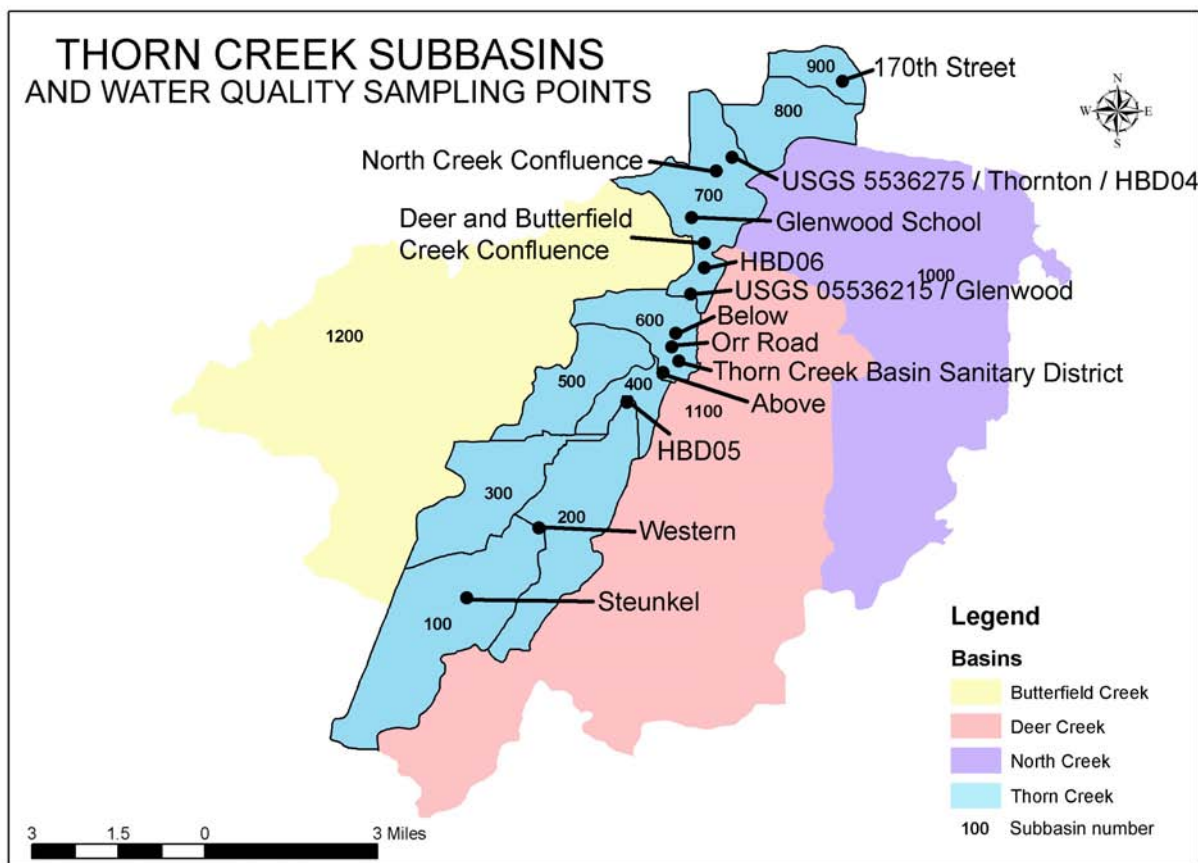 THORN CREEK SUBBASINS
AND WATER QUALITY SAMPLING POINTS
N
W E
S
900
170th Street
800
North Creek Confluence
USGS 5536275 / Thornton / HBD04
700
Glenwood School
Deer and Butterfield
Creek Confluence
HBD06
1000
USGS 05536215 / Glenwood
600
Below
1200
Orr Road
Thorn Creek Basin Sanitary District
500
400
Above
1100
HBD05
300
200
Western
Steunkel
100
Legend
Basins
Butterfield Creek
Deer Creek
North Creek
Thorn Creek
100 Subbasin number
3 1.5 0 3 Miles